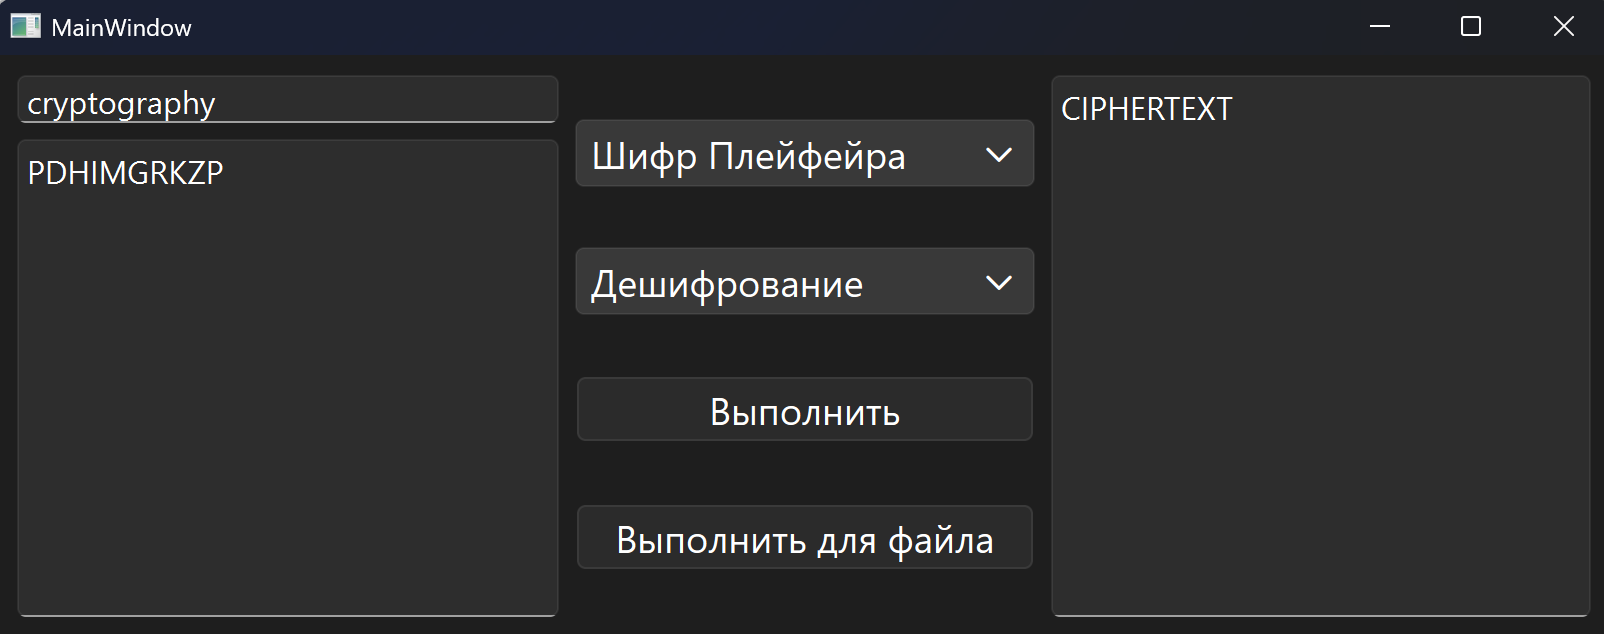 MainWindow
cryptography
PDHIMGRKZP
Шифр Плейфейра
Дешифрование
Выполнить
Выполнить для файла
CIPHERTEXT